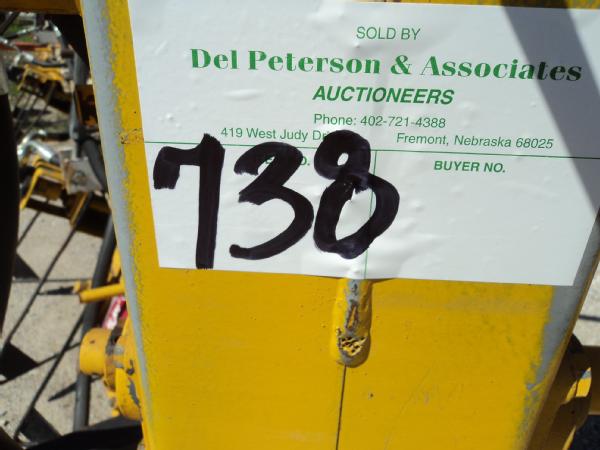 SOLD BY
Del Peterson & Associates
AUCTIONEERS
Phone: 402-721-4388
419 West Judy Fremont, Nebraska 68025
NO. BUYER NO.
738